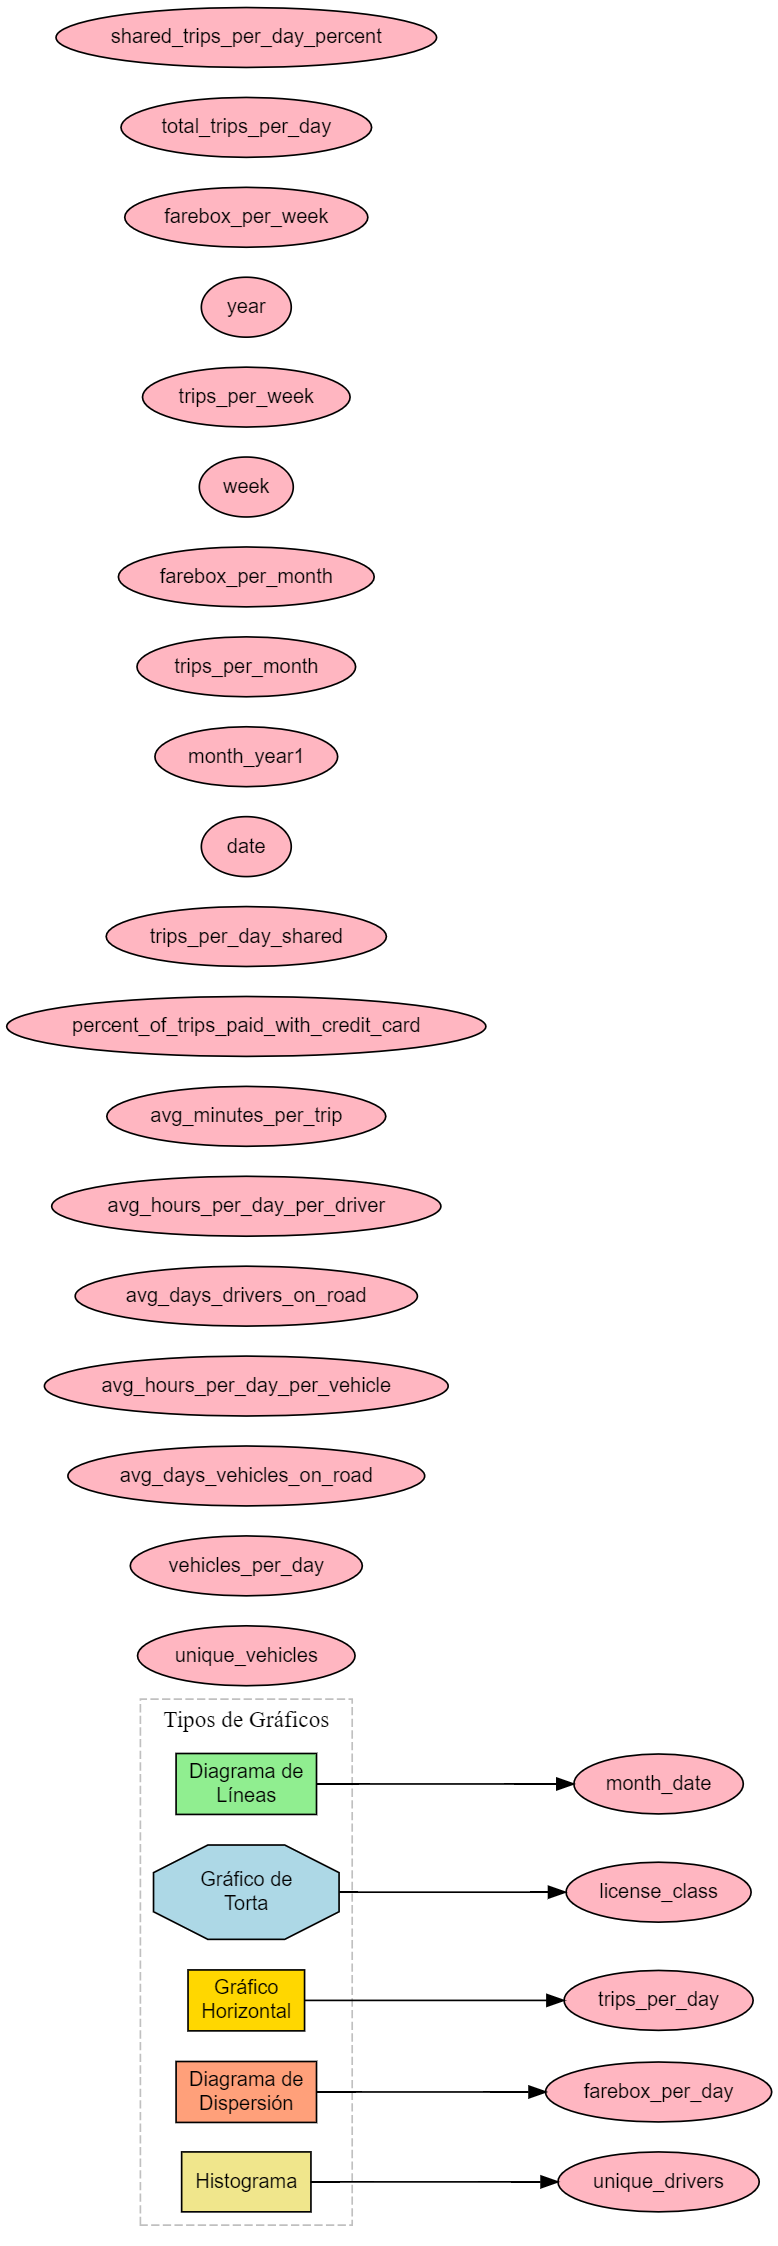 shared_trips_per_day_percent
total_trips_per_day
farebox_per_week
year
trips_per_week
week
farebox_per_month
trips_per_month
month_year1
date
trips_per_day_shared
percent_of_trips_paid_with_credit_card
avg_minutes_per_trip
avg_hours_per_day_per_driver
avg_days_drivers_on_road
avg_hours_per_day_per_vehicle
avg_days_vehicles_on_road
vehicles_per_day
unique_vehicles
Tipos de Gráficos
Diagrama de
Líneas
month_date
Gráfico de
Torta
license_class
Gráfico
Horizontal
trips_per_day
Diagrama de
Dispersión
farebox_per_day
Histograma
unique_drivers